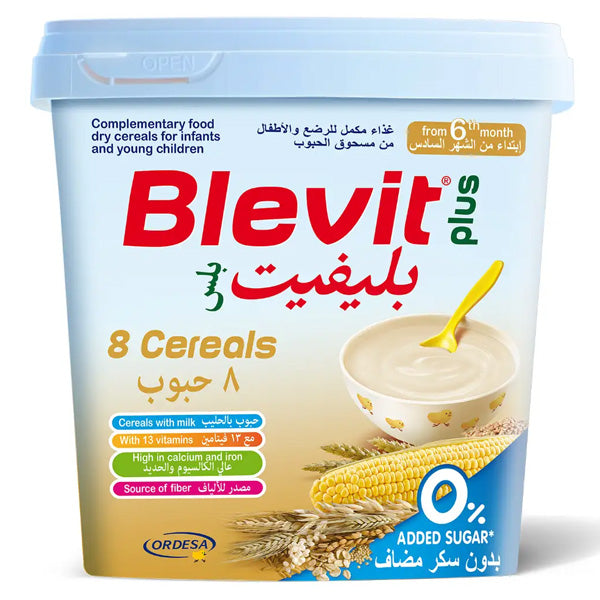 OPEN
Complementary food
dry cereals for infants
and young children
غذاء مكمل للرضع والأطفال
من مسحوق الحبوب
from 6th month
إبتداء من الشهر السادس
Blevit® plus
بليفيت بلس
8 Cereals
٨ حبوب
Cereals with milk حبوب بالحليب
With 13 vitamins مع ١٣ فيتامين
High in calcium and iron
عالي الكالسيوم والحديد
Source of fiber مصدر للألياف
0%
ADDED SUGAR*
بدون سكر مضاف
ORDESA